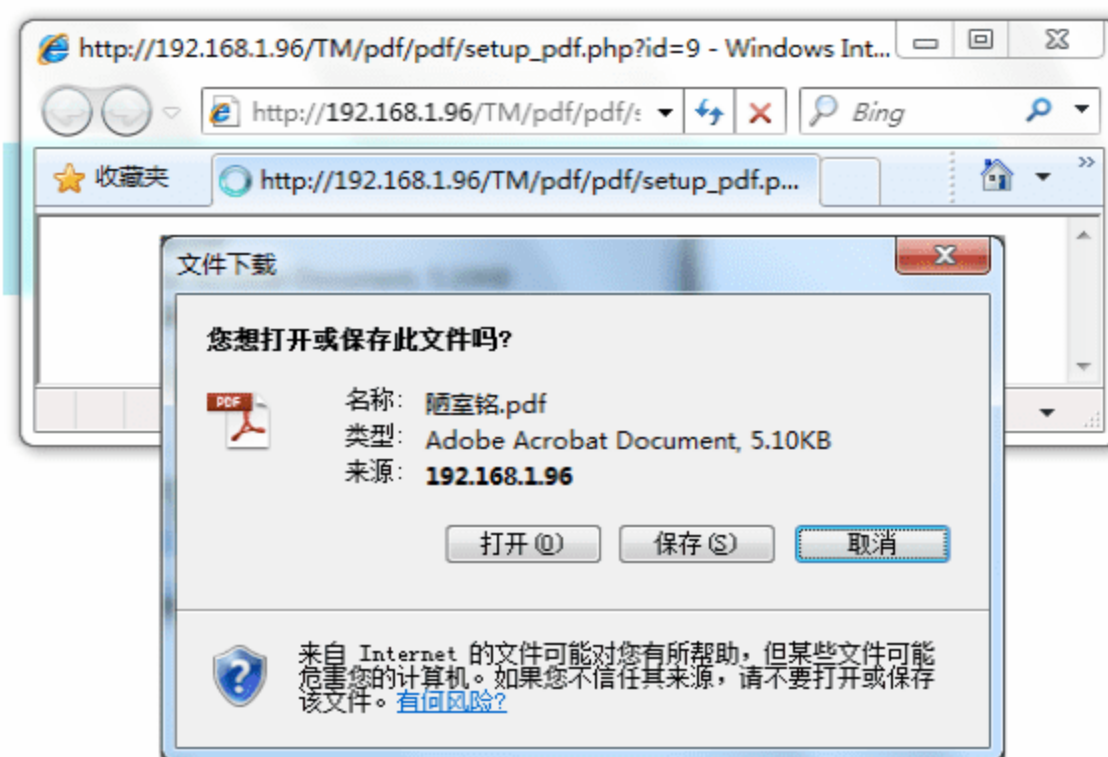 http://192.168.1.96/TM/pdf/pdf/setup_pdf.php?id=9 - Windows Int...
http://192.168.1.96/TM/pdf/pdf/s
Bing
收藏夹
http://192.168.1.96/TM/pdf/pdf/setup_pdf.p...
文件下载
您想打开或保存此文件吗?
PDF
名称: 陋室铭.pdf
类型: Adobe Acrobat Document, 5.10KB
来源: 192.168.1.96
打开(O) 保存(S) 取消
来自 Internet 的文件可能对您有所帮助，但某些文件可能
危害您的计算机。如果您不信任其来源，请不要打开或保存
该文件。有何风险?